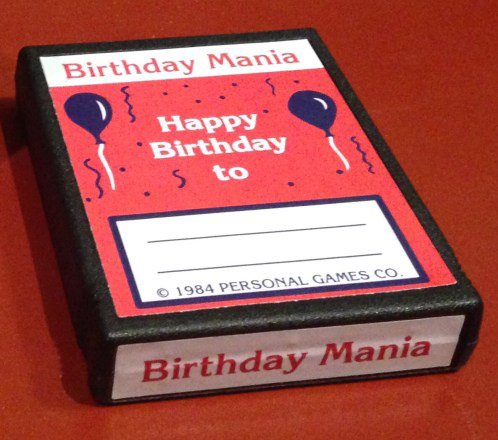 Birthday Mania
Happy
Birthday
to
© 1984 PERSONAL GAMES CO.
Birthday Mania